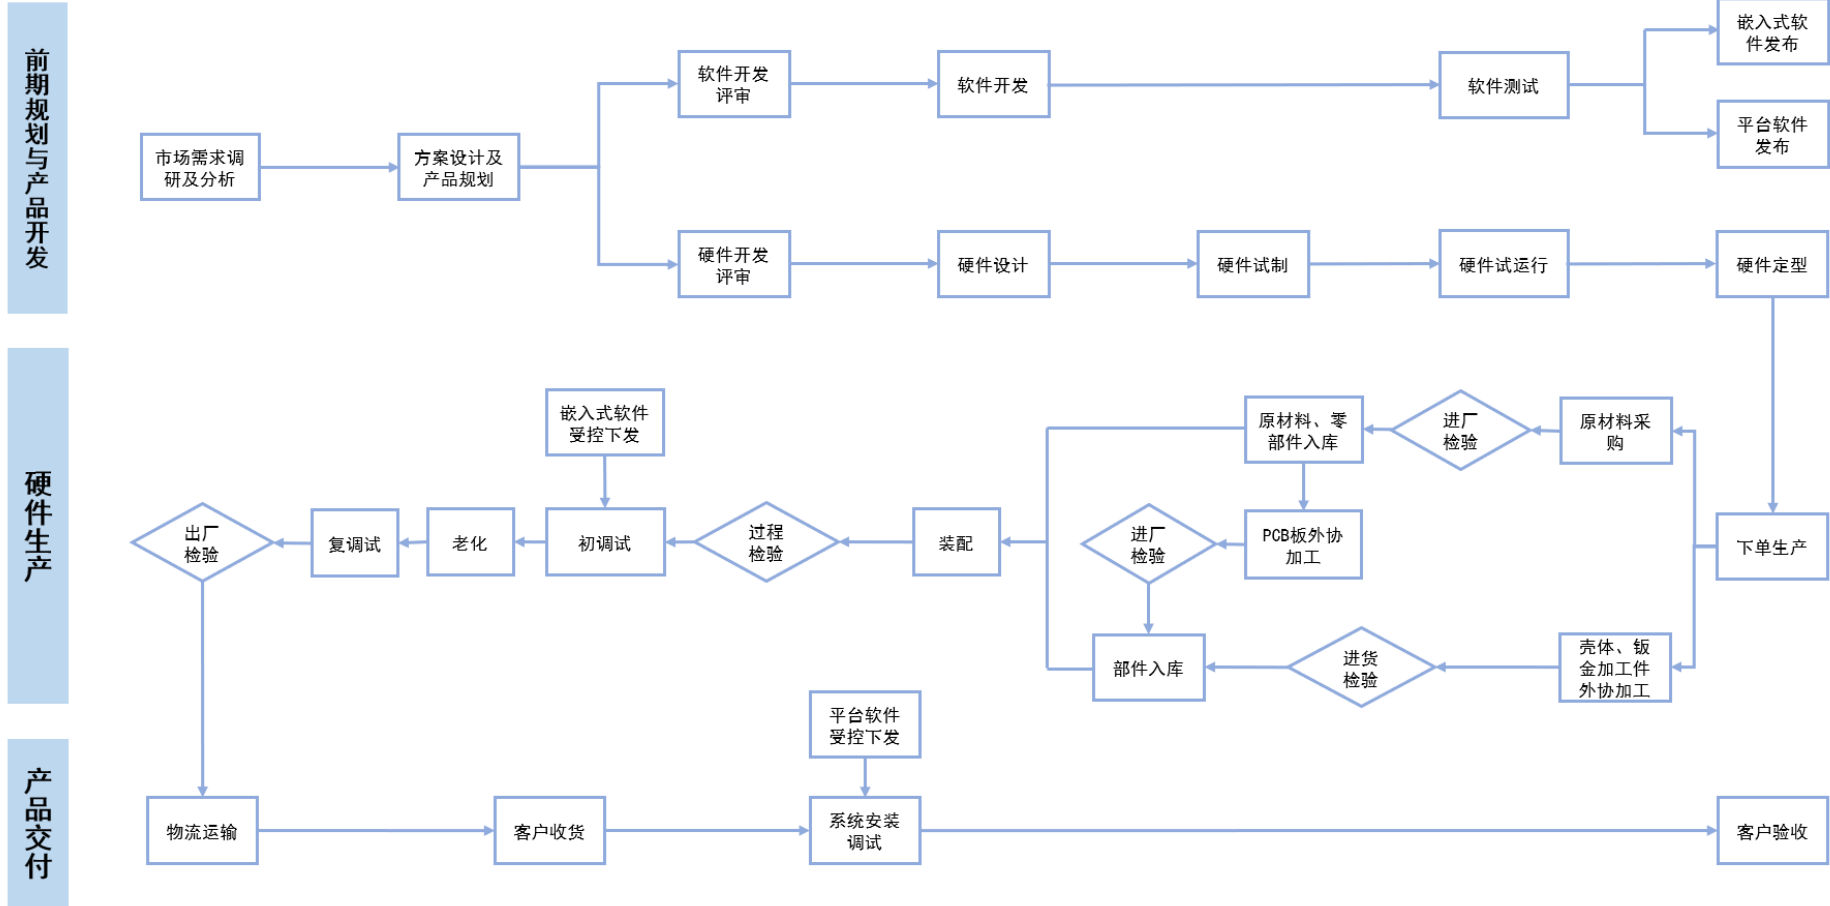 前期规划与产品开发
嵌入式软
件发布
软件开发
评审
软件开发
软件测试
平台软件
发布
市场需求调
研及分析
方案设计及
产品规划
硬件开发
评审
硬件设计
硬件试制
硬件试运行
硬件定型
硬件生产
嵌入式软件
受控下发
原材料、零
部件入库
进厂
检验
原材料采
购
出厂
检验
复调试
老化
初调试
过程
检验
装配
进厂
检验
PCB板外协
加工
下单生产
部件入库
进货
检验
壳体、钣
金加工件
外协加工
产品交付
平台软件
受控下发
物流运输
客户收货
系统安装
调试
客户验收